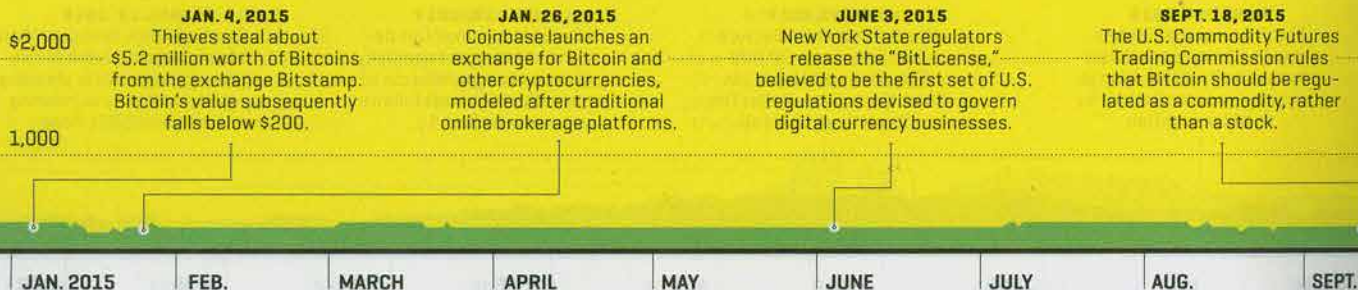 $2,000
1,000
JAN. 4, 2015
Thieves steal about
$5.2 million worth of Bitcoins
from the exchange Bitstamp.
Bitcoin's value subsequently
falls below $200.
JAN. 26, 2015
Coinbase launches an
exchange for Bitcoin and
other cryptocurrencies,
modeled after traditional
online brokerage platforms.
JUNE 3, 2015
New York State regulators
release the "BitLicense,"
believed to be the first set of U.S.
regulations devised to govern
digital currency businesses.
SEPT. 18, 2015
The U.S. Commodity Futures
Trading Commission rules
that Bitcoin should be regu-
lated as a commodity, rather
than a stock.
JAN. 2015 FEB. MARCH APRIL MAY JUNE JULY AUG. SEPT.